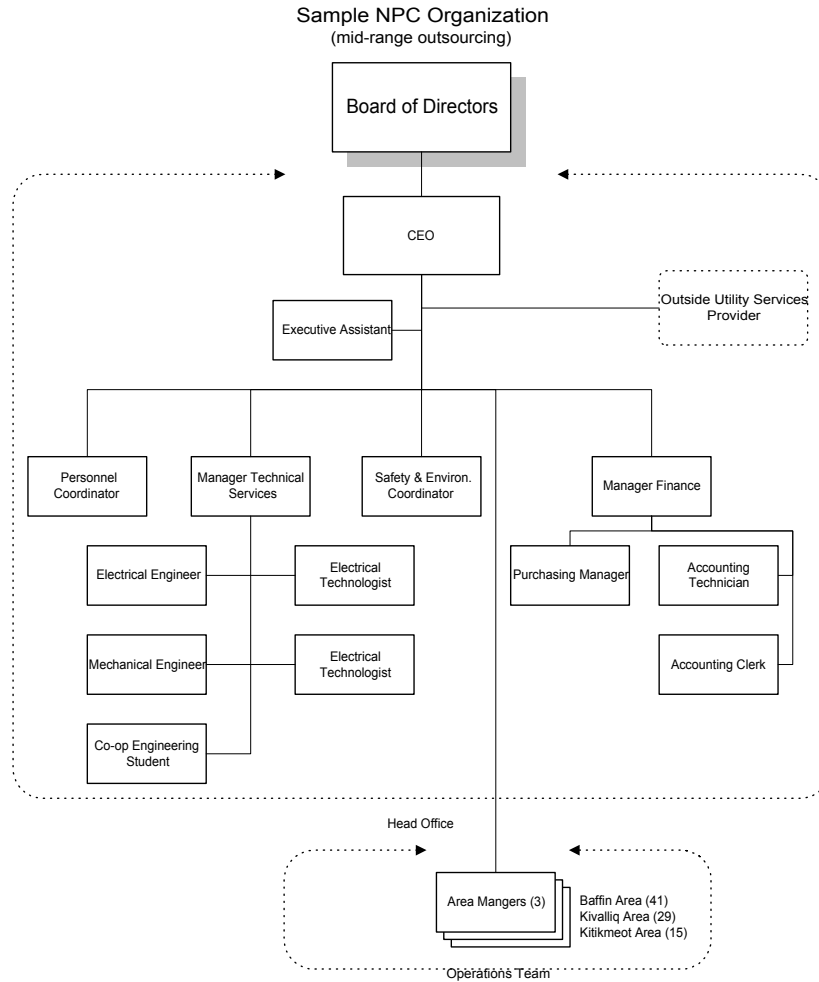 Sample NPC Organization
(mid-range outsourcing)
Board of Directors
CEO
Outside Utility Services
Provider
Executive Assistant
Personnel
Coordinator
Manager Technical
Services
Safety & Environ.
Coordinator
Manager Finance
Electrical Engineer
Electrical
Technologist
Purchasing Manager
Accounting
Technician
Mechanical Engineer
Electrical
Technologist
Accounting Clerk
Co-op Engineering
Student
Head Office
Area Mangers (3)
Baffin Area (41)
Kivalliq Area (29)
Kitikmeot Area (15)
Operations Team